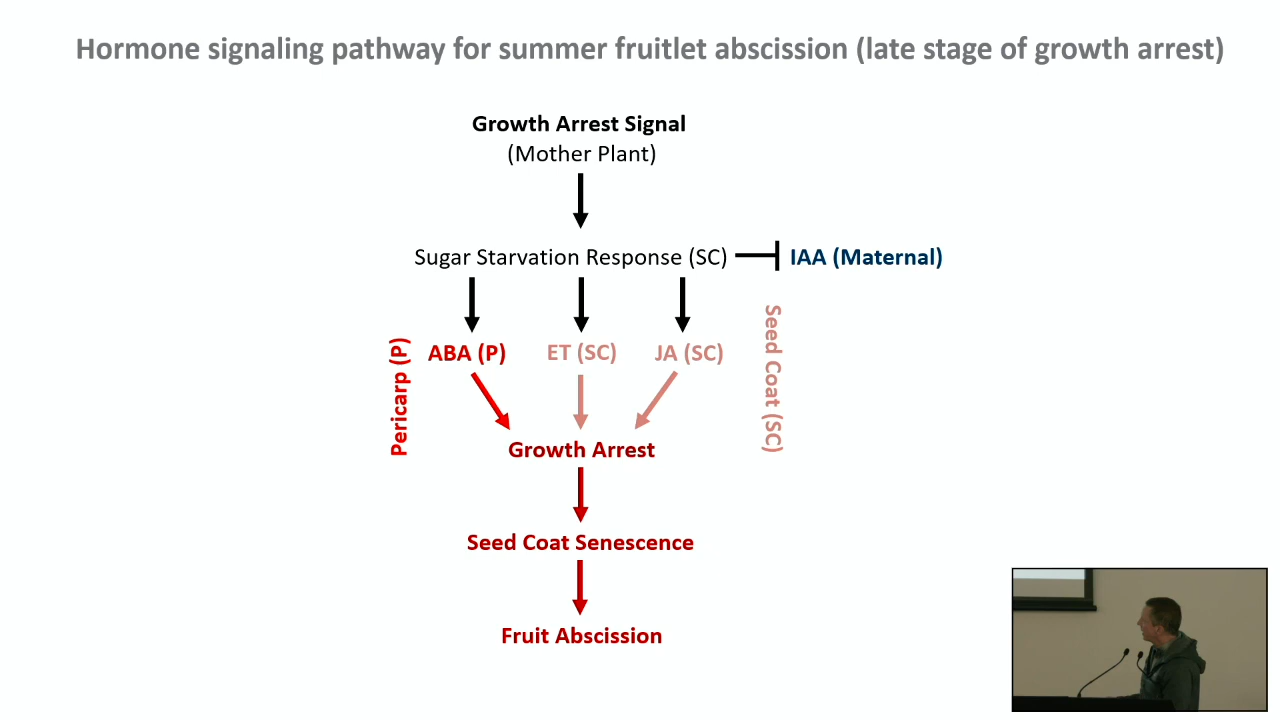 Hormone signaling pathway for summer fruitlet abscission (late stage of growth arrest)
Growth Arrest Signal
(Mother Plant)
Sugar Starvation Response (SC)
IAA (Maternal)
Pericarp (P)
ABA (P)
ET (SC)
JA (SC)
Seed Coat (SC)
Growth Arrest
Seed Coat Senescence
Fruit Abscission